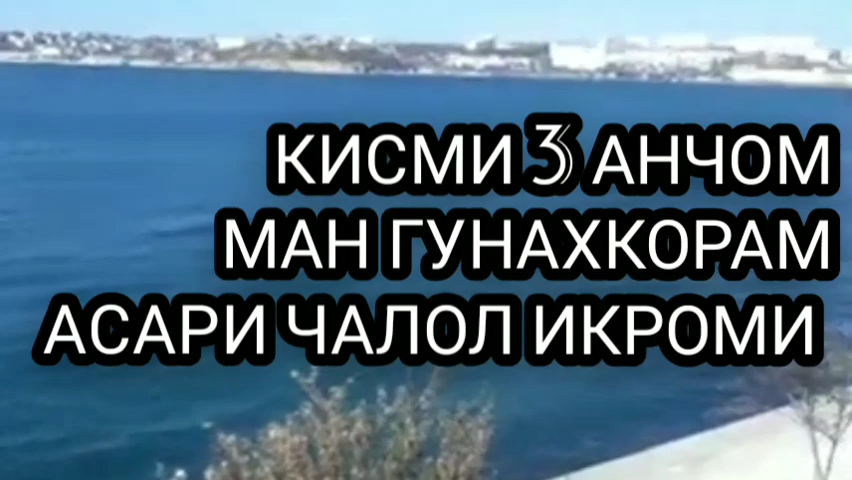 КИСМИ 3 АНЧОМ
МАН ГУНАХКОРАМ
АСАРИ ЧАЛОЛ ИКРОМИ